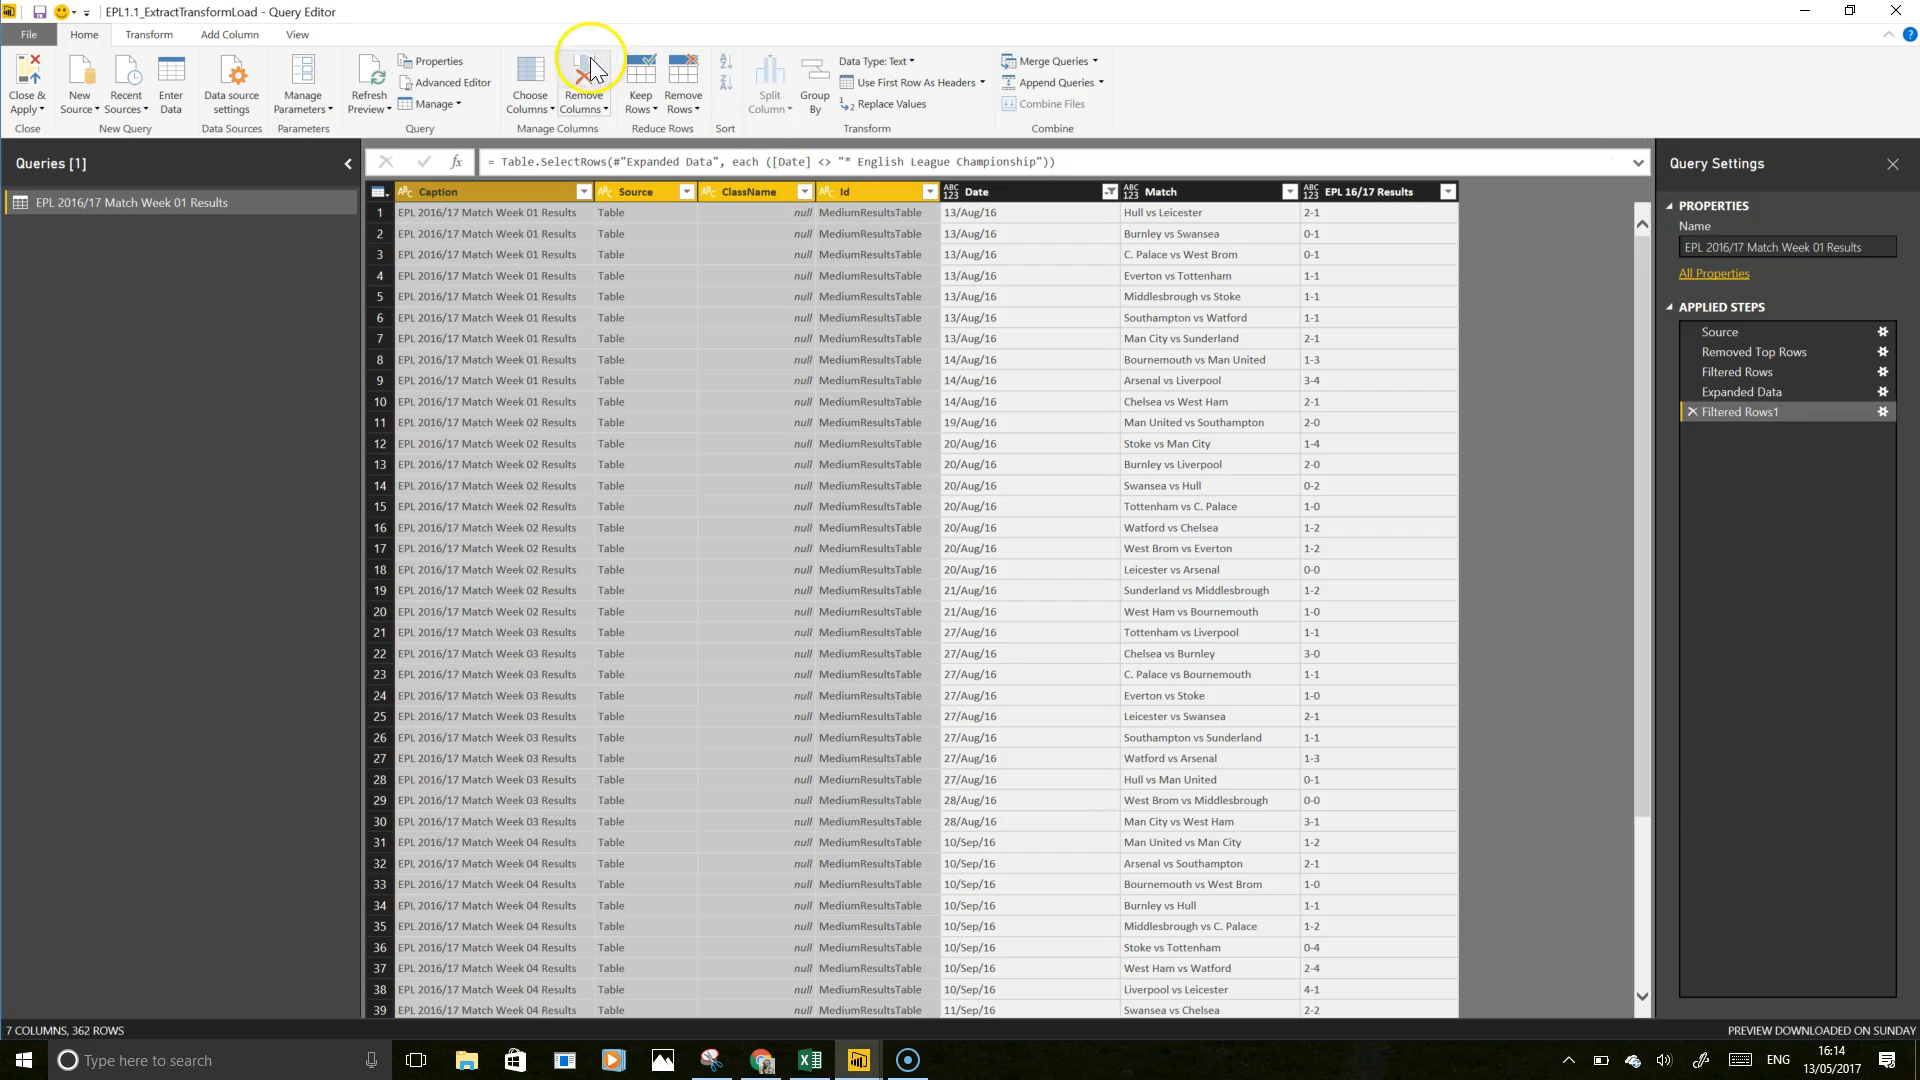 EPL1.1_ExtractTransformLoad - Query Editor
File Home Transform Add Column View
Close & Apply
New Source
Recent Sources
Enter Data
Data source settings
Manage Parameters
Refresh Preview
Properties
Advanced Editor
Manage
Choose Columns
Remove Columns
Keep Rows
Remove Rows
Split Column
Group By
Data Type: Text
Use First Row As Headers
Replace Values
Merge Queries
Append Queries
Combine Files
Close New Query Data Sources Parameters Query Manage Columns Reduce Rows Sort Transform Combine
Queries [1]
EPL 2016/17 Match Week 01 Results
= Table.SelectRows(#"Expanded Data", each ([Date] <> "* English League Championship"))
Caption Source ClassName Id Date Match EPL 16/17 Results
1 EPL 2016/17 Match Week 01 Results Table null MediumResultsTable 13/Aug/16 Hull vs Leicester 2-1
2 EPL 2016/17 Match Week 01 Results Table null MediumResultsTable 13/Aug/16 Burnley vs Swansea 0-1
3 EPL 2016/17 Match Week 01 Results Table null MediumResultsTable 13/Aug/16 C. Palace vs West Brom 0-1
4 EPL 2016/17 Match Week 01 Results Table null MediumResultsTable 13/Aug/16 Everton vs Tottenham 1-1
5 EPL 2016/17 Match Week 01 Results Table null MediumResultsTable 13/Aug/16 Middlesbrough vs Stoke 1-1
6 EPL 2016/17 Match Week 01 Results Table null MediumResultsTable 13/Aug/16 Southampton vs Watford 1-1
7 EPL 2016/17 Match Week 01 Results Table null MediumResultsTable 13/Aug/16 Man City vs Sunderland 2-1
8 EPL 2016/17 Match Week 01 Results Table null MediumResultsTable 14/Aug/16 Bournemouth vs Man United 1-3
9 EPL 2016/17 Match Week 01 Results Table null MediumResultsTable 14/Aug/16 Arsenal vs Liverpool 3-4
10 EPL 2016/17 Match Week 01 Results Table null MediumResultsTable 14/Aug/16 Chelsea vs West Ham 2-1
11 EPL 2016/17 Match Week 02 Results Table null MediumResultsTable 19/Aug/16 Man United vs Southampton 2-0
12 EPL 2016/17 Match Week 02 Results Table null MediumResultsTable 20/Aug/16 Stoke vs Man City 1-4
13 EPL 2016/17 Match Week 02 Results Table null MediumResultsTable 20/Aug/16 Burnley vs Liverpool 2-0
14 EPL 2016/17 Match Week 02 Results Table null MediumResultsTable 20/Aug/16 Swansea vs Hull 0-2
15 EPL 2016/17 Match Week 02 Results Table null MediumResultsTable 20/Aug/16 Tottenham vs C. Palace 1-0
16 EPL 2016/17 Match Week 02 Results Table null MediumResultsTable 20/Aug/16 Watford vs Chelsea 1-2
17 EPL 2016/17 Match Week 02 Results Table null MediumResultsTable 20/Aug/16 West Brom vs Everton 1-2
18 EPL 2016/17 Match Week 02 Results Table null MediumResultsTable 20/Aug/16 Leicester vs Arsenal 0-0
19 EPL 2016/17 Match Week 02 Results Table null MediumResultsTable 21/Aug/16 Sunderland vs Middlesbrough 1-2
20 EPL 2016/17 Match Week 02 Results Table null MediumResultsTable 21/Aug/16 West Ham vs Bournemouth 1-0
21 EPL 2016/17 Match Week 03 Results Table null MediumResultsTable 27/Aug/16 Tottenham vs Liverpool 1-1
22 EPL 2016/17 Match Week 03 Results Table null MediumResultsTable 27/Aug/16 Chelsea vs Burnley 3-0
23 EPL 2016/17 Match Week 03 Results Table null MediumResultsTable 27/Aug/16 C. Palace vs Bournemouth 1-1
24 EPL 2016/17 Match Week 03 Results Table null MediumResultsTable 27/Aug/16 Everton vs Stoke 1-0
25 EPL 2016/17 Match Week 03 Results Table null MediumResultsTable 27/Aug/16 Leicester vs Swansea 2-1
26 EPL 2016/17 Match Week 03 Results Table null MediumResultsTable 27/Aug/16 Southampton vs Sunderland 1-1
27 EPL 2016/17 Match Week 03 Results Table null MediumResultsTable 27/Aug/16 Watford vs Arsenal 1-3
28 EPL 2016/17 Match Week 03 Results Table null MediumResultsTable 27/Aug/16 Hull vs Man United 0-1
29 EPL 2016/17 Match Week 03 Results Table null MediumResultsTable 28/Aug/16 West Brom vs Middlesbrough 0-0
30 EPL 2016/17 Match Week 03 Results Table null MediumResultsTable 28/Aug/16 Man City vs West Ham 3-1
31 EPL 2016/17 Match Week 04 Results Table null MediumResultsTable 10/Sep/16 Man United vs Man City 1-2
32 EPL 2016/17 Match Week 04 Results Table null MediumResultsTable 10/Sep/16 Arsenal vs Southampton 2-1
33 EPL 2016/17 Match Week 04 Results Table null MediumResultsTable 10/Sep/16 Bournemouth vs West Brom 1-0
34 EPL 2016/17 Match Week 04 Results Table null MediumResultsTable 10/Sep/16 Burnley vs Hull 1-1
35 EPL 2016/17 Match Week 04 Results Table null MediumResultsTable 10/Sep/16 Middlesbrough vs C. Palace 1-2
36 EPL 2016/17 Match Week 04 Results Table null MediumResultsTable 10/Sep/16 Stoke vs Tottenham 0-4
37 EPL 2016/17 Match Week 04 Results Table null MediumResultsTable 10/Sep/16 West Ham vs Watford 2-4
38 EPL 2016/17 Match Week 04 Results Table null MediumResultsTable 10/Sep/16 Liverpool vs Leicester 4-1
39 EPL 2016/17 Match Week 04 Results Table null MediumResultsTable 11/Sep/16 Swansea vs Chelsea 2-2
Query Settings
PROPERTIES
Name
EPL 2016/17 Match Week 01 Results
All Properties
APPLIED STEPS
Source
Removed Top Rows
Filtered Rows
Expanded Data
Filtered Rows1
7 COLUMNS, 362 ROWS
PREVIEW DOWNLOADED ON SUNDAY
Type here to search
ENG
16:14
13/05/2017